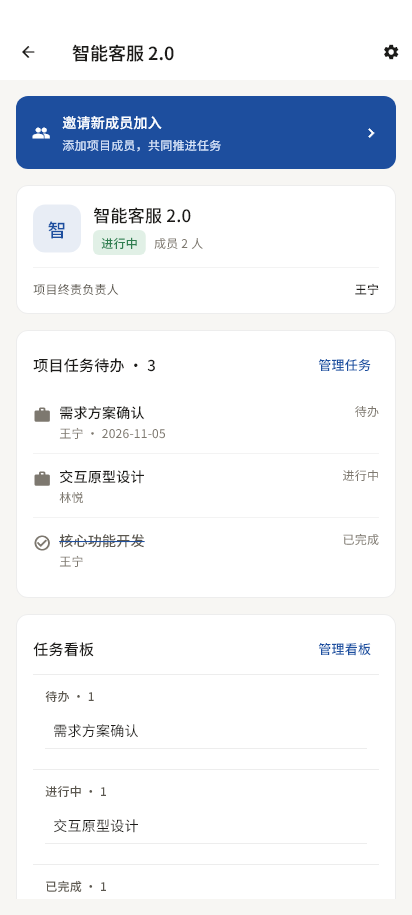 智能客服 2.0
邀请新成员加入
添加项目成员，共同推进任务
智
智能客服 2.0
进行中 成员 2 人
项目终责负责人 王宁
项目任务待办 · 3 管理任务
需求方案确认 待办
王宁 · 2026-11-05
交互原型设计 进行中
林悦
核心功能开发 已完成
王宁
任务看板 管理看板
待办 · 1
需求方案确认
进行中 · 1
交互原型设计
已完成 · 1